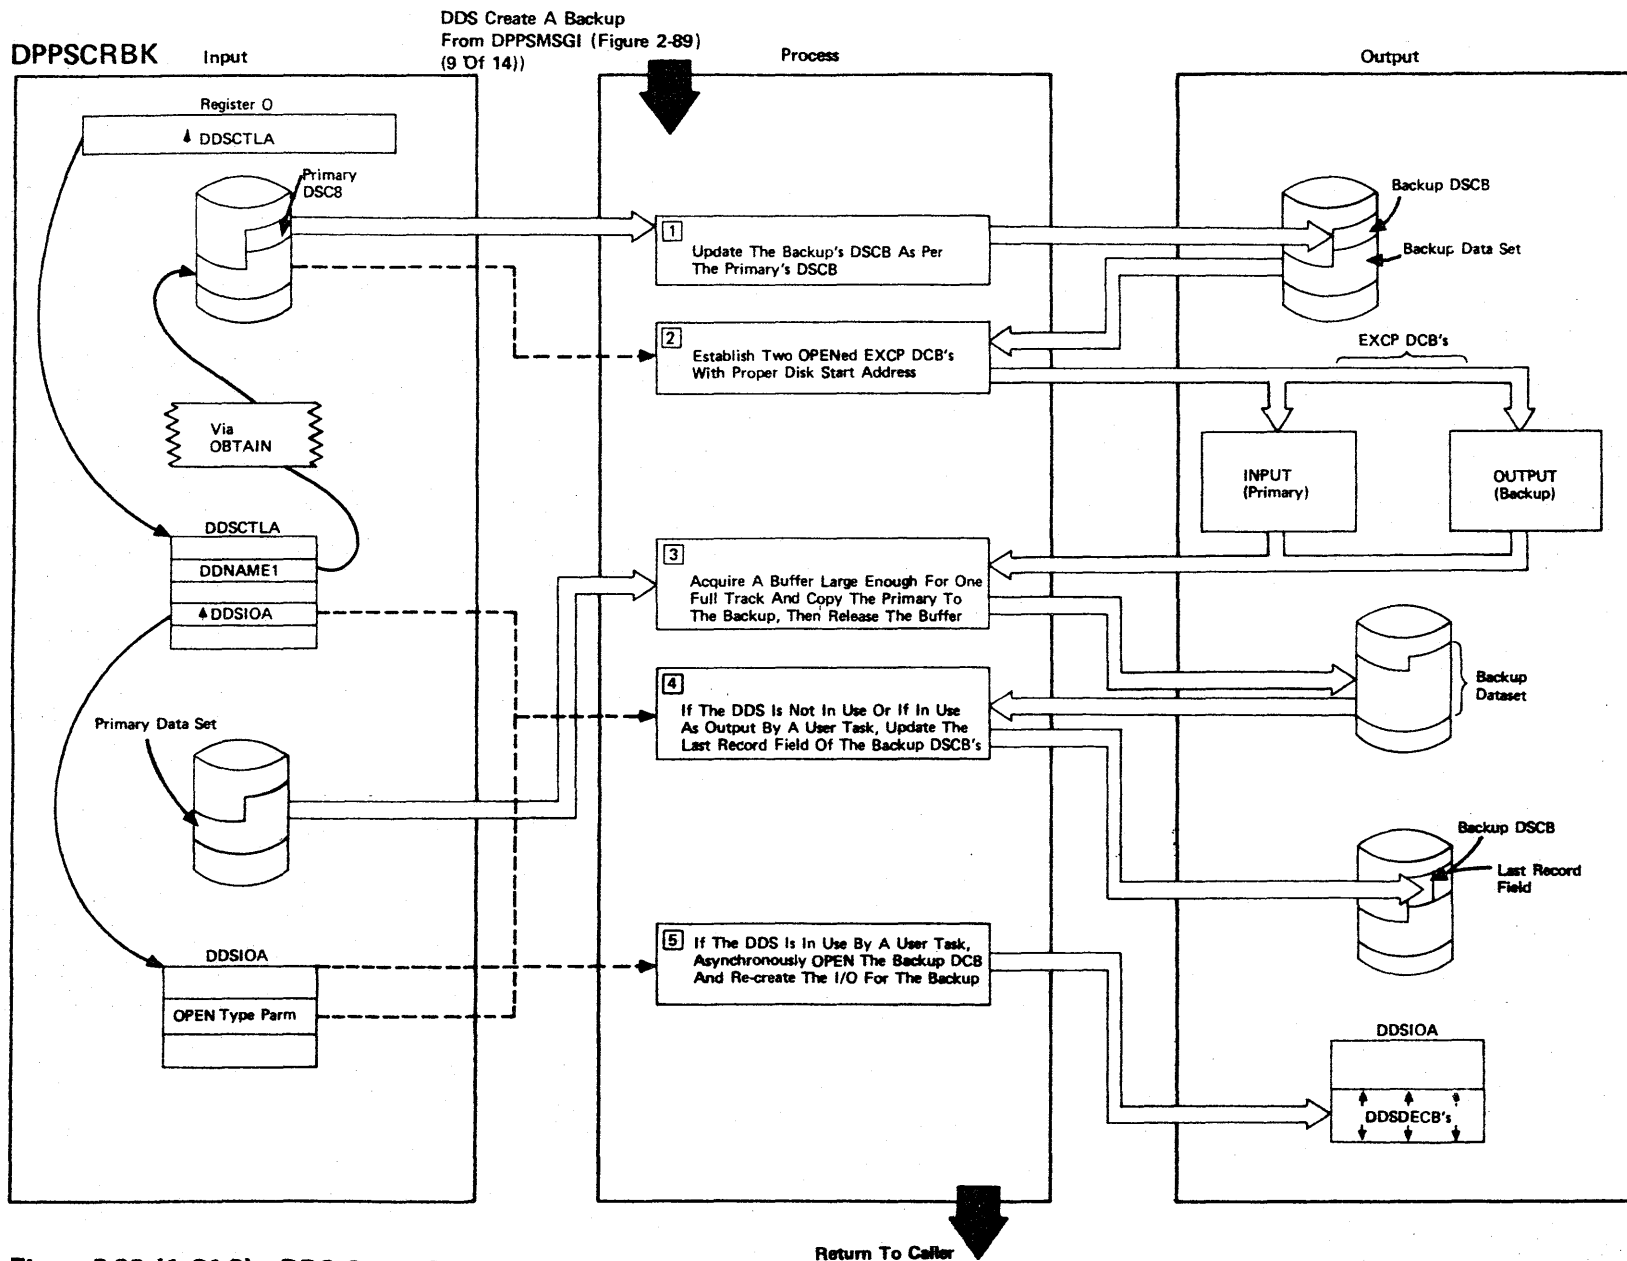 DDS Create A Backup
From DPPSMSGI (Figure 2-89)
(9 Of 14))
DPPSCRBK
Input
Process
Output
Register 0
DDSCTLA
Primary
DSCB
Backup DSCB
Backup Data Set
1
Update The Backup's DSCB As Per
The Primary's DSCB
2
Establish Two OPENed EXCP DCB's
With Proper Disk Start Address
EXCP DCB's
Via
OBTAIN
INPUT
(Primary)
OUTPUT
(Backup)
DDSCTLA
DDNAME1
DDSIOA
3
Acquire A Buffer Large Enough For One
Full Track And Copy The Primary To
The Backup, Then Release The Buffer
4
If The DDS Is Not In Use Or If In Use
As Output By A User Task, Update The
Last Record Field Of The Backup DSCB's
Backup
Dataset
Primary Data Set
Backup DSCB
Last Record
Field
5
If The DDS Is In Use By A User Task,
Asynchronously OPEN The Backup DCB
And Re-create The I/O For The Backup
DDSIOA
OPEN Type Parm
DDSIOA
DDSDECB's
Return To Caller